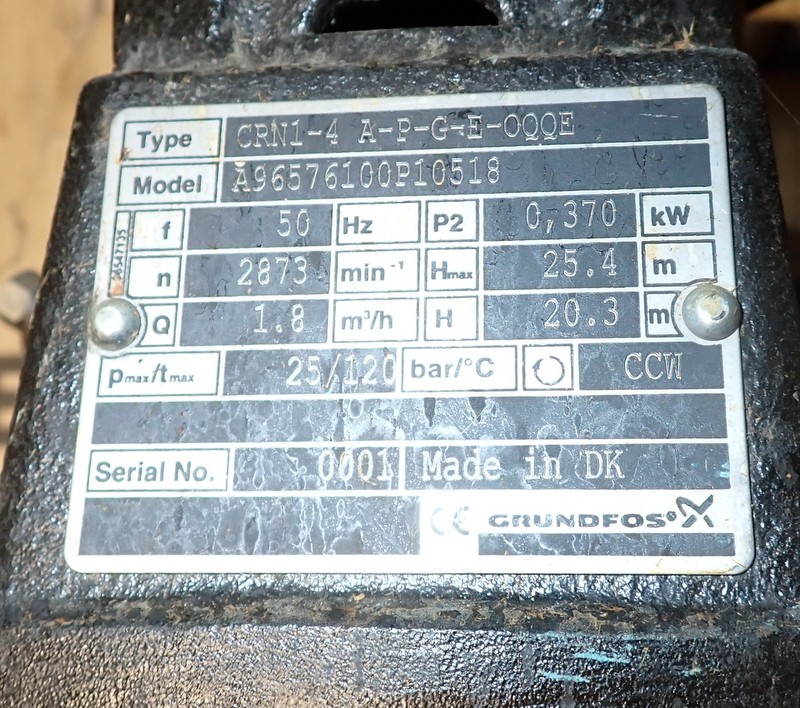 Type CRN1-4 A-P-G-E-OQQE
Model A96576100P10518
f 50 Hz P2 0,370 kW
n 2873 min⁻¹ Hmax 25.4 m
Q 1.8 m³/h H 20.3 m
pmax/tmax 25/120 bar/°C CCW
Serial No. 0001 Made in DK
CE GRUNDFOS